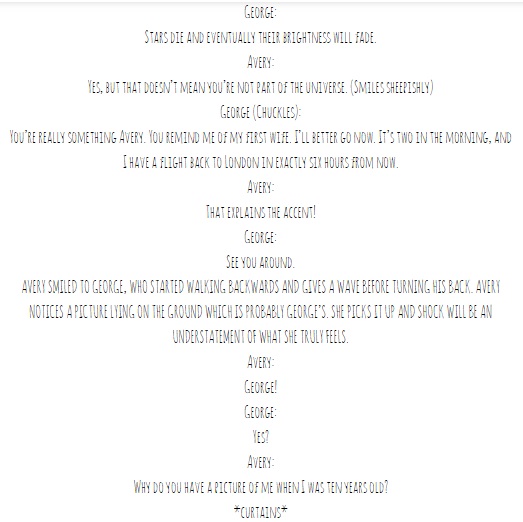 George:
Stars die and eventually their brightness will fade.
Avery:
Yes, but that doesn't mean you're not part of the universe. (Smiles sheepishly)
George (Chuckles):
You're really something Avery. You remind me of my first wife. I'll better go now. It's two in the morning, and
I have a flight back to London in exactly six hours from now.
Avery:
That explains the accent!
George:
See you around.
Avery smiled to George, who started walking backwards and gives a wave before turning his back. Avery
notices a picture lying on the ground which is probably George's. She picks it up and shock will be an
understatement of what she truly feels.
Avery:
George!
George:
Yes?
Avery:
Why do you have a picture of me when I was ten years old?
*curtains*